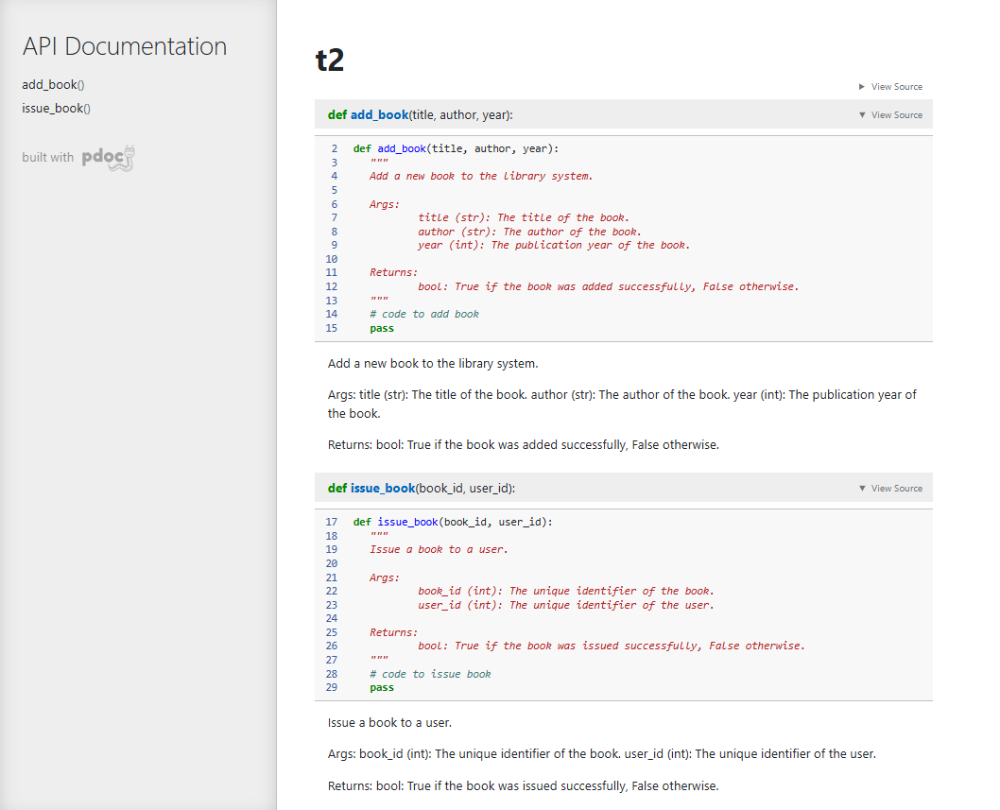 API Documentation
add_book()
issue_book()
built with pdoc
t2
▶ View Source
def add_book(title, author, year):
▼ View Source
2 def add_book(title, author, year):
3 """
4 Add a new book to the library system.
5
6 Args:
7 title (str): The title of the book.
8 author (str): The author of the book.
9 year (int): The publication year of the book.
10
11 Returns:
12 bool: True if the book was added successfully, False otherwise.
13 """
14 # code to add book
15 pass
Add a new book to the library system.
Args: title (str): The title of the book. author (str): The author of the book. year (int): The publication year of
the book.
Returns: bool: True if the book was added successfully, False otherwise.
def issue_book(book_id, user_id):
▼ View Source
17 def issue_book(book_id, user_id):
18 """
19 Issue a book to a user.
20
21 Args:
22 book_id (int): The unique identifier of the book.
23 user_id (int): The unique identifier of the user.
24
25 Returns:
26 bool: True if the book was issued successfully, False otherwise.
27 """
28 # code to issue book
29 pass
Issue a book to a user.
Args: book_id (int): The unique identifier of the book. user_id (int): The unique identifier of the user.
Returns: bool: True if the book was issued successfully, False otherwise.